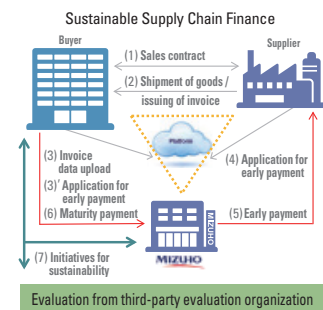 Sustainable Supply Chain Finance
Buyer
Supplier
(1) Sales contract
(2) Shipment of goods /
issuing of invoice
Platform
(3) Invoice
data upload
(3)' Application for
early payment
(6) Maturity payment
(4) Application for
early payment
(5) Early payment
MIZUHO
MIZUHO
(7) Initiatives for
sustainability
Evaluation from third-party evaluation organization